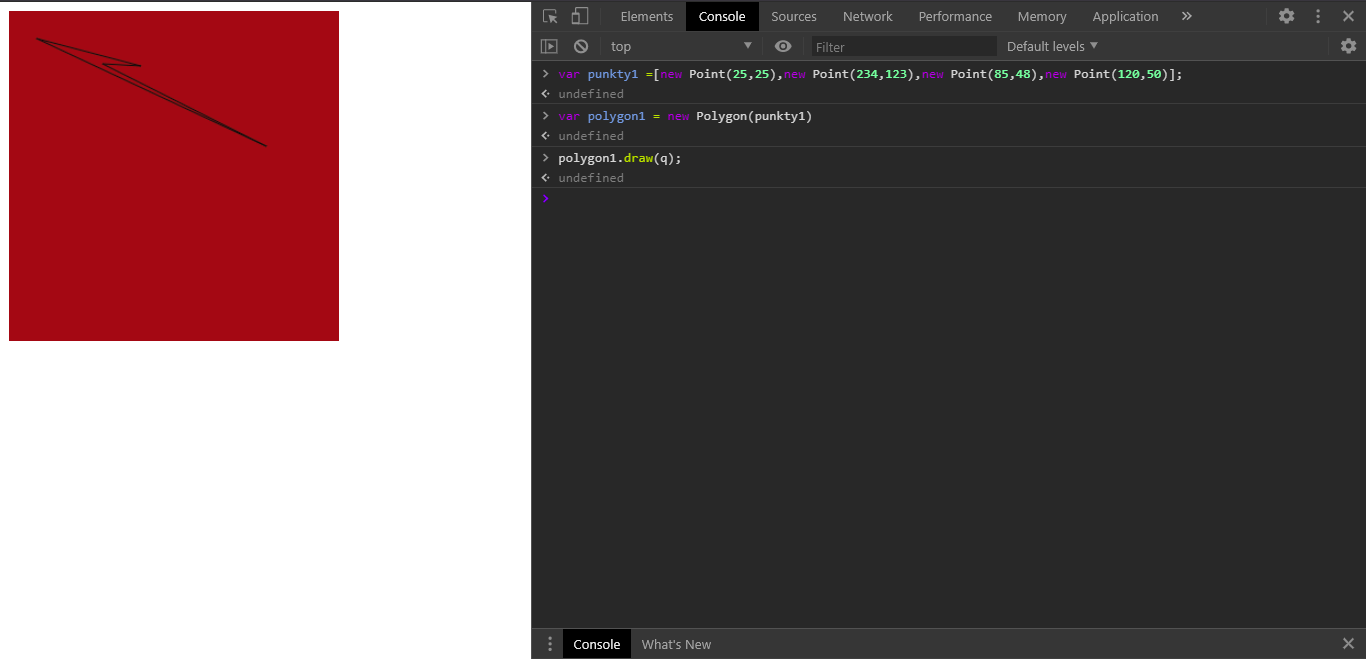 Elements Console Sources Network Performance Memory Application »
top Filter Default levels
> var punkty1 =[new Point(25,25),new Point(234,123),new Point(85,48),new Point(120,50)];
undefined
> var polygon1 = new Polygon(punkty1)
undefined
> polygon1.draw(q);
undefined
>
Console What's New